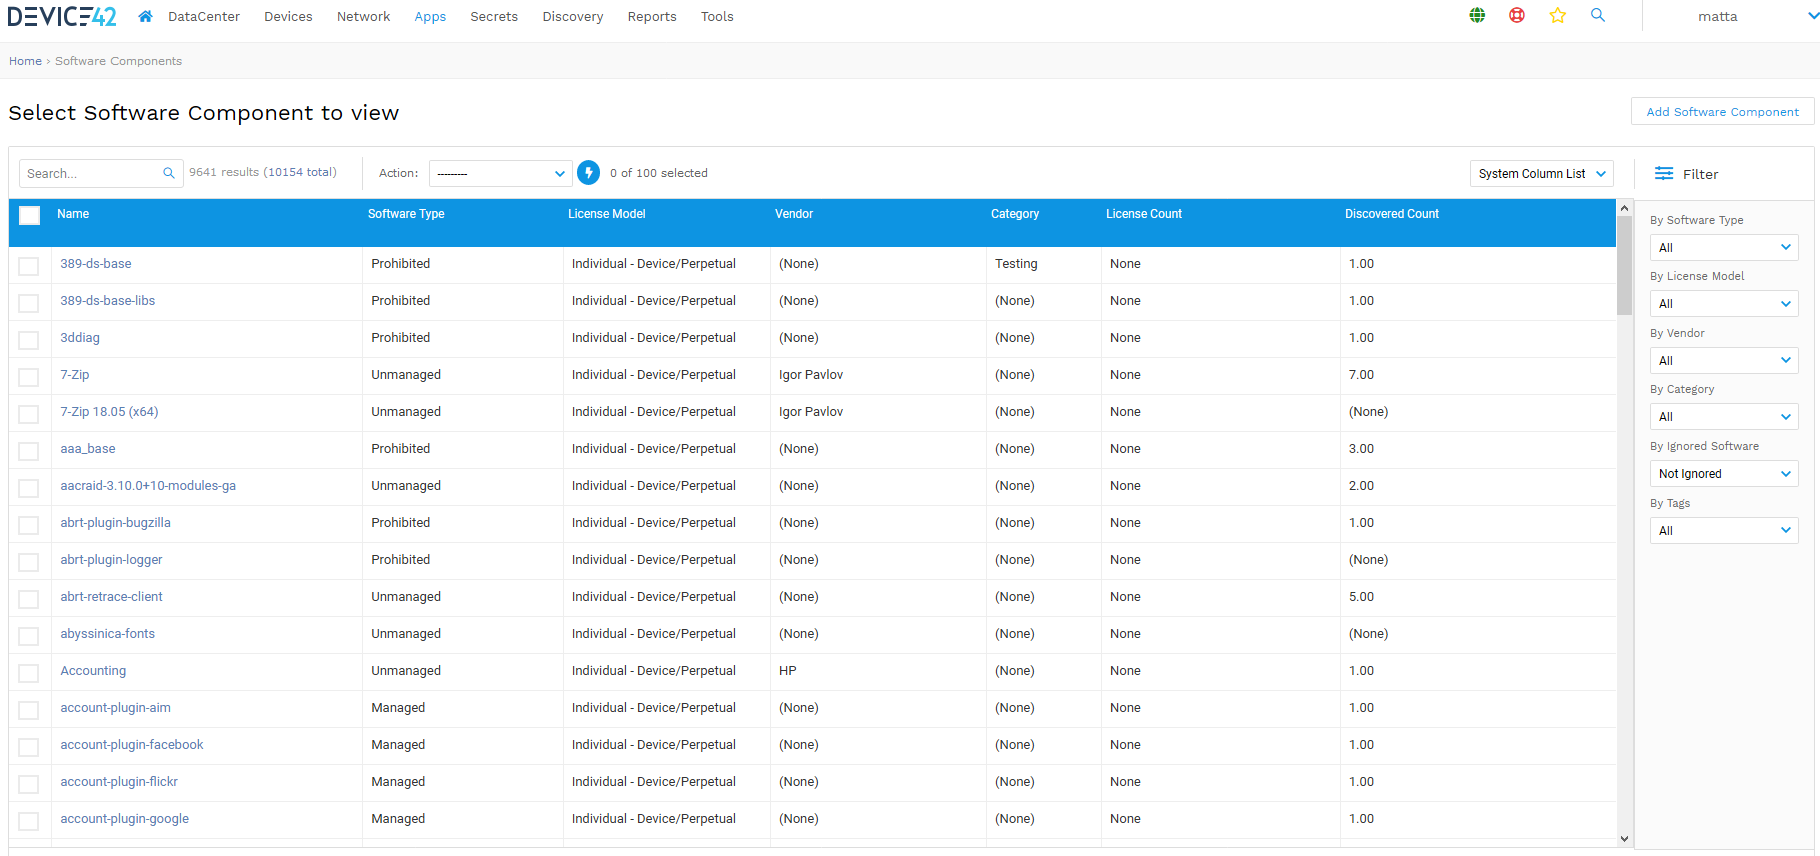 DEVICE42 DataCenter Devices Network Apps Secrets Discovery Reports Tools matta
Home › Software Components
Select Software Component to view
Add Software Component
Search... 9641 results (10154 total) Action: --------- 0 of 100 selected System Column List Filter
Name Software Type License Model Vendor Category License Count Discovered Count
389-ds-base Prohibited Individual - Device/Perpetual (None) Testing None 1.00
389-ds-base-libs Prohibited Individual - Device/Perpetual (None) (None) None 1.00
3ddiag Prohibited Individual - Device/Perpetual (None) (None) None 1.00
7-Zip Unmanaged Individual - Device/Perpetual Igor Pavlov (None) None 7.00
7-Zip 18.05 (x64) Unmanaged Individual - Device/Perpetual Igor Pavlov (None) None (None)
aaa_base Prohibited Individual - Device/Perpetual (None) (None) None 3.00
aacraid-3.10.0+10-modules-ga Unmanaged Individual - Device/Perpetual (None) (None) None 2.00
abrt-plugin-bugzilla Prohibited Individual - Device/Perpetual (None) (None) None 1.00
abrt-plugin-logger Prohibited Individual - Device/Perpetual (None) (None) None (None)
abrt-retrace-client Unmanaged Individual - Device/Perpetual (None) (None) None 5.00
abyssinica-fonts Unmanaged Individual - Device/Perpetual (None) (None) None (None)
Accounting Unmanaged Individual - Device/Perpetual HP (None) None 1.00
account-plugin-aim Managed Individual - Device/Perpetual (None) (None) None 1.00
account-plugin-facebook Managed Individual - Device/Perpetual (None) (None) None 1.00
account-plugin-flickr Managed Individual - Device/Perpetual (None) (None) None 1.00
account-plugin-google Managed Individual - Device/Perpetual (None) (None) None 1.00
By Software Type
All
By License Model
All
By Vendor
All
By Category
All
By Ignored Software
Not Ignored
By Tags
All